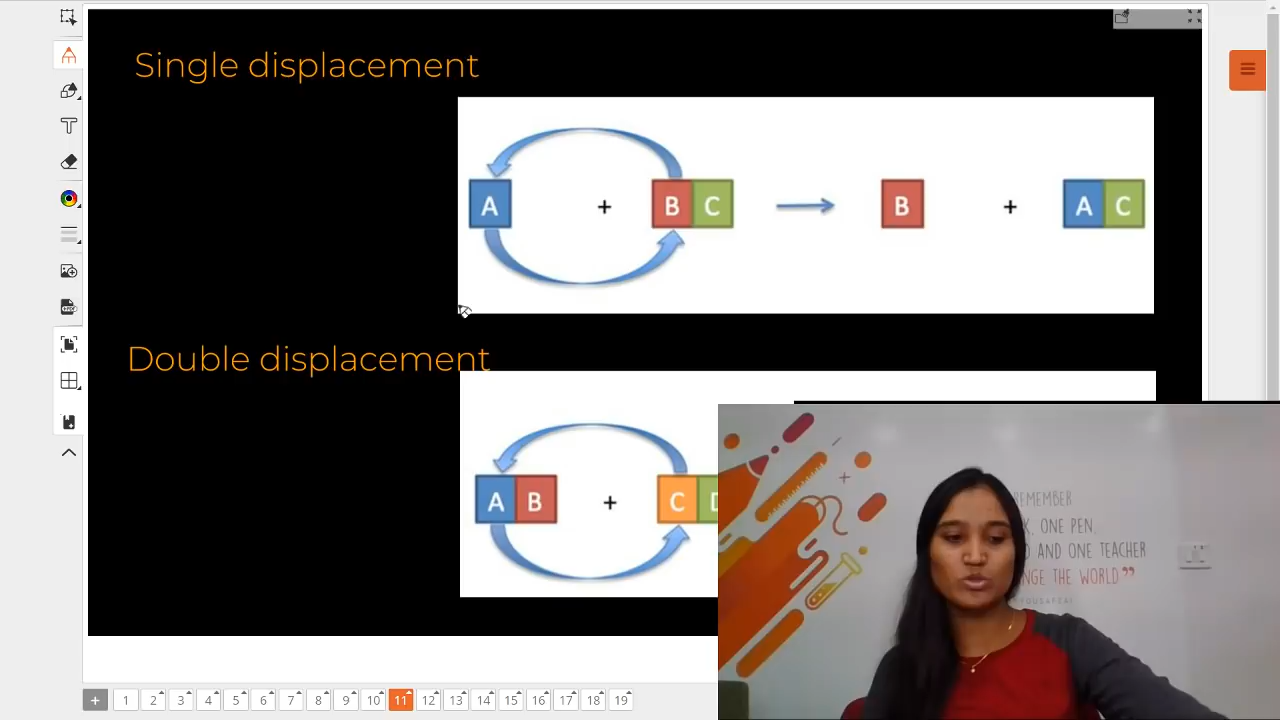 Single displacement
A + B C B + A C
Double displacement
A B + C
REMEMBER
ONE PEN,
AND ONE TEACHER
THE WORLD”
+ 1 2 3 4 5 6 7 8 9 10 11 12 13 14 15 16 17 18 19